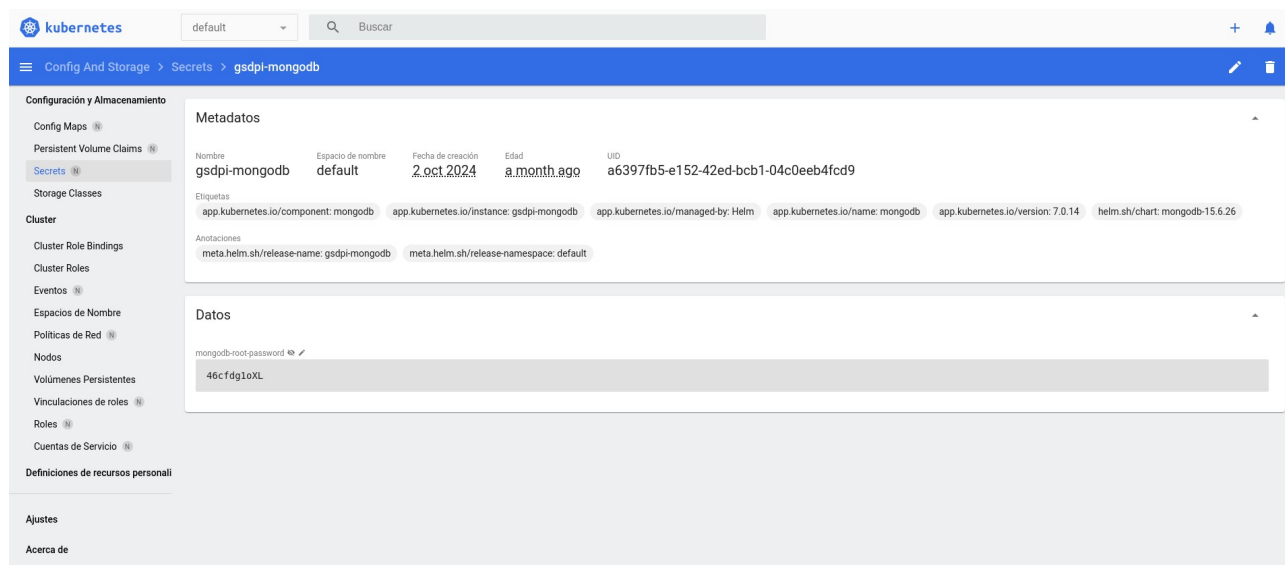 kubernetes
default
Buscar
Config And Storage > Secrets > gsdpi-mongodb
Configuración y Almacenamiento
Config Maps N
Persistent Volume Claims N
Secrets N
Storage Classes
Cluster
Cluster Role Bindings
Cluster Roles
Eventos N
Espacios de Nombre
Políticas de Red N
Nodos
Volúmenes Persistentes
Vinculaciones de roles N
Roles N
Cuentas de Servicio N
Definiciones de recursos personali
Ajustes
Acerca de
Metadatos
Nombre Espacio de nombre Fecha de creación Edad UID
gsdpi-mongodb default 2 oct 2024 a month ago a6397fb5-e152-42ed-bcb1-04c0eeb4fcd9
Etiquetas
app.kubernetes.io/component: mongodb app.kubernetes.io/instance: gsdpi-mongodb app.kubernetes.io/managed-by: Helm app.kubernetes.io/name: mongodb app.kubernetes.io/version: 7.0.14 helm.sh/chart: mongodb-15.6.26
Anotaciones
meta.helm.sh/release-name: gsdpi-mongodb meta.helm.sh/release-namespace: default
Datos
mongodb-root-password
46cfdg1oXL